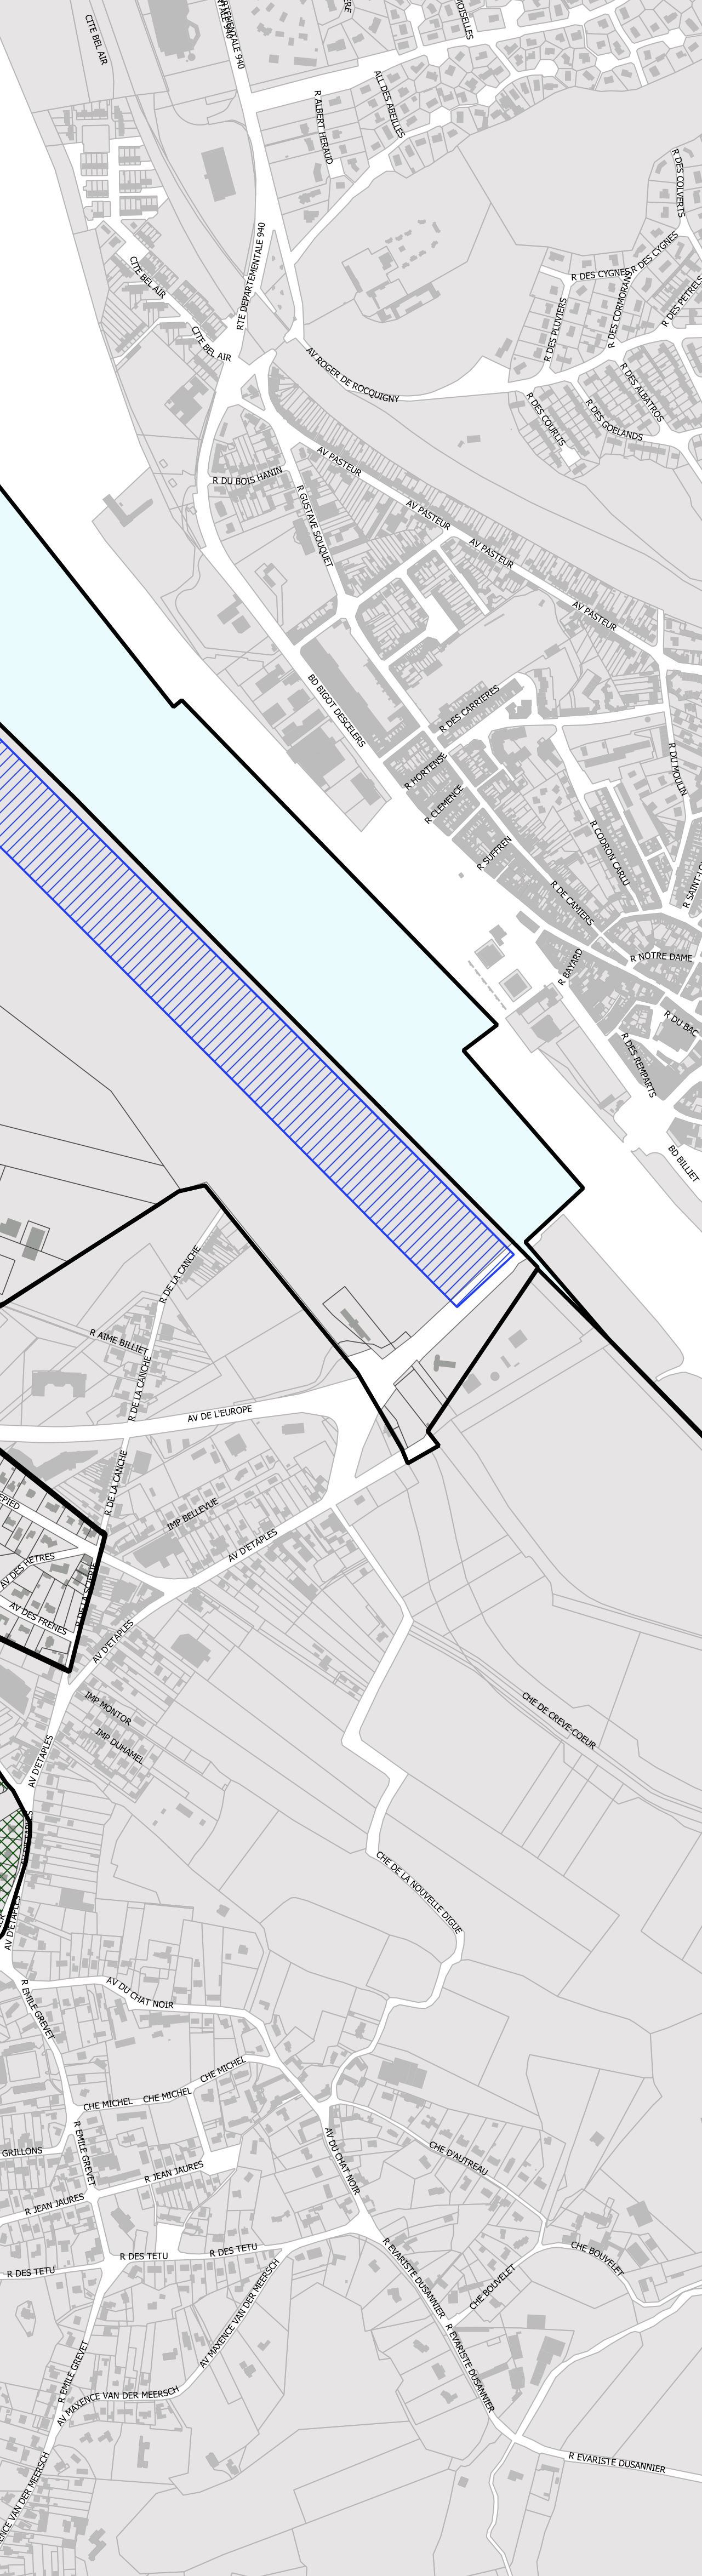 CITE BEL AIR
RTE DEPARTEMENTALE 940
R ALBERT HERAUD
ALL DES ABEILLES
R DES COLVERTS
R DES CYGNES
R DES CYGNES
R DES CORMORANS
R DES PETRELS
R DES PLUVIERS
CITE BEL AIR
CITE BEL AIR
AV ROGER DE ROCQUIGNY
R DES ALBATROS
R DES COURLIS
R DES GOELANDS
AV PASTEUR
R DU BOIS HANIN
R GUSTAVE SOUQUET
AV PASTEUR
AV PASTEUR
AV PASTEUR
BD BIGOT DESCELERS
R DES CARRIERES
R HORTENSE
R DU MOULIN
R CLEMENCE
R SUFFREN
R CODRON CARLU
R DE CAMIERS
R BAYARD
R NOTRE DAME
R DU BAC
R DES REMPARTS
BD BILLIET
R DE LA CANCHE
R AIME BILLIET
R DE LA CANCHE
AV DE L'EUROPE
R DE LA CANCHE
IMP BELLEVUE
AV D'ETAPLES
AV DES HETRES
AV DES FRENES
AV D'ETAPLES
IMP MONTOR
IMP DUHAMEL
CHE DE CREVE-COEUR
AV D'ETAPLES
CHE DE LA NOUVELLE DIGUE
AV D'ETAPLES
R EMILE GREVET
AV DU CHAT NOIR
CHE MICHEL
CHE MICHEL
CHE MICHEL
R EMILE GREVET
GRILLONS
R JEAN JAURES
R JEAN JAURES
AV DU CHAT NOIR
CHE D'AUTREAU
R DES TETU
R DES TETU
R DES TETU
R EVARISTE DUSANNIER
CHE BOUVELET
CHE BOUVELET
AV MAXENCE VAN DER MEERSCH
R EMILE GREVET
AV MAXENCE VAN DER MEERSCH
R EVARISTE DUSANNIER
R EVARISTE DUSANNIER